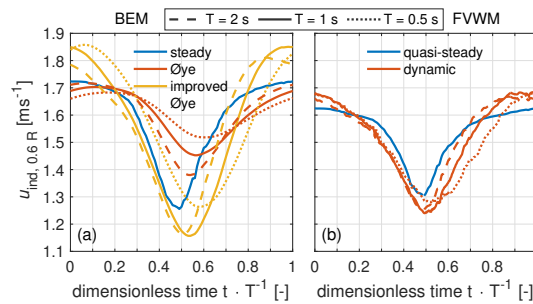 BEM T = 2 s T = 1 s T = 0.5 s FVWM
1.9
1.8
1.7
1.6
1.5
1.4
1.3
1.2
1.1
u_ind, 0.6 R [ms⁻¹]
steady
Øye
improved
Øye
(a)
0 0.2 0.4 0.6 0.8 1
dimensionless time t · T⁻¹ [-]
quasi-steady
dynamic
(b)
0 0.4 0.6 0.8
dimensionless time t · T⁻¹ [-]